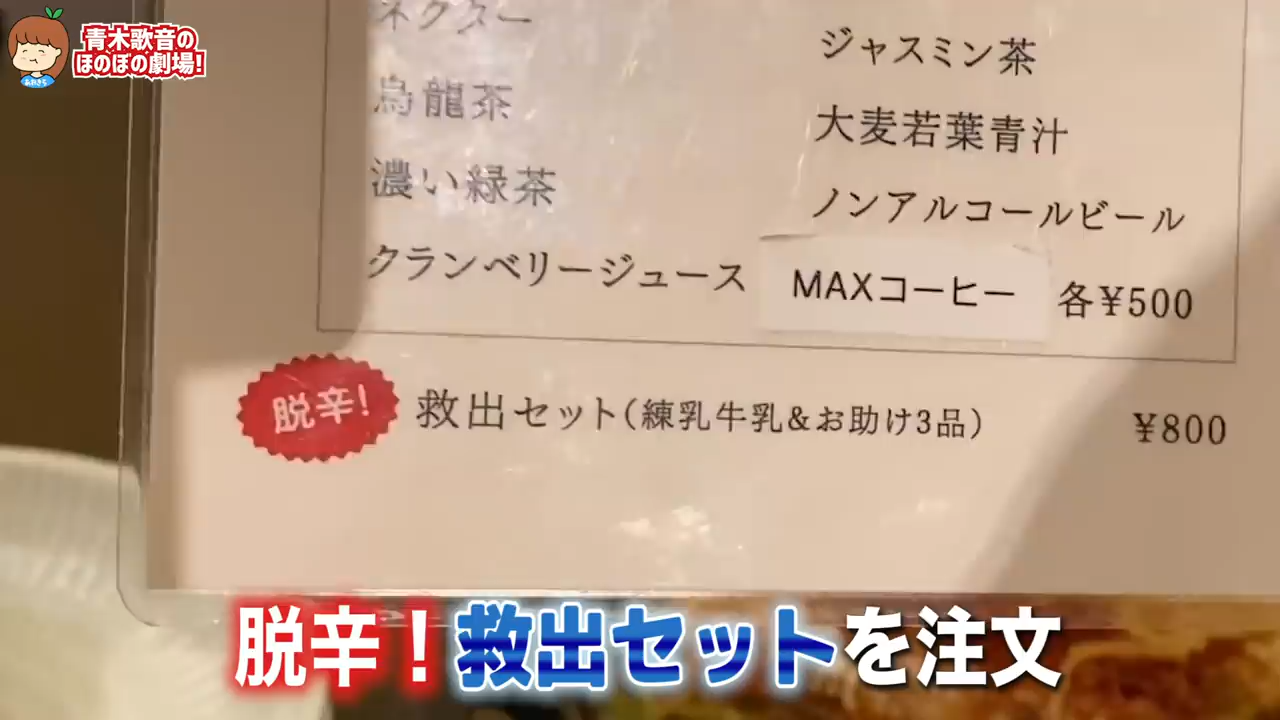 青木歌音の
ほのぼの劇場!
あおきち
ネクター
烏龍茶
濃い緑茶
クランベリージュース
ジャスミン茶
大麦若葉青汁
ノンアルコールビール
MAXコーヒー 各¥500
脱辛! 救出セット(練乳牛乳&お助け3品) ¥800
脱辛!救出セットを注文